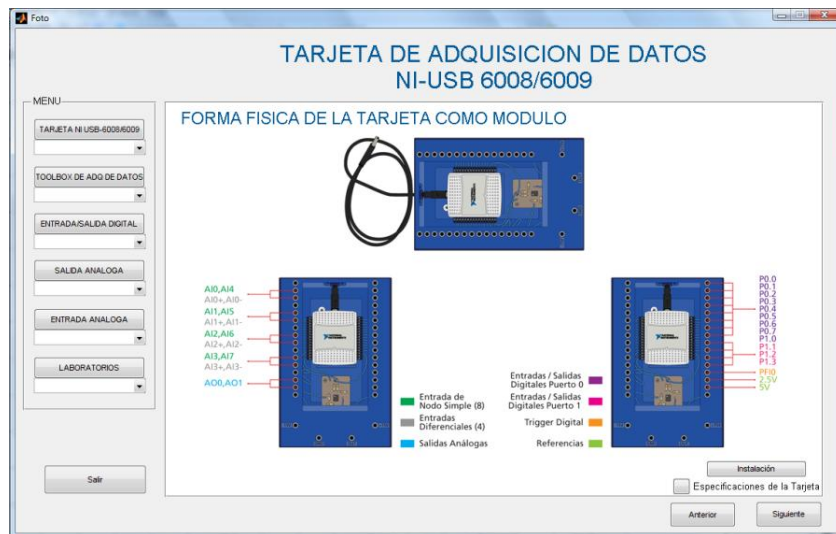 Foto
TARJETA DE ADQUISICION DE DATOS
NI-USB 6008/6009
MENU
TARJETA NI USB-6008/6009
TOOLBOX DE ADQ DE DATOS
ENTRADA/SALIDA DIGITAL
SALIDA ANALOGA
ENTRADA ANALOGA
LABORATORIOS
Salir
FORMA FISICA DE LA TARJETA COMO MODULO
AI0,AI4
AI0+,AI0-
AI1,AI5
AI1+,AI1-
AI2,AI6
AI2+,AI2-
AI3,AI7
AI3+,AI3-
AO0,AO1
Entrada de
Nodo Simple (8)
Entradas
Diferenciales (4)
Salidas Análogas
Entradas / Salidas
Digitales Puerto 0
Entradas / Salidas
Digitales Puerto 1
Trigger Digital
Referencias
P0.0
P0.1
P0.2
P0.3
P0.4
P0.5
P0.6
P0.7
P1.0
P1.1
P1.2
P1.3
PFI0
2,5V
5V
Instalación
Especificaciones de la Tarjeta
Anterior
Siguiente